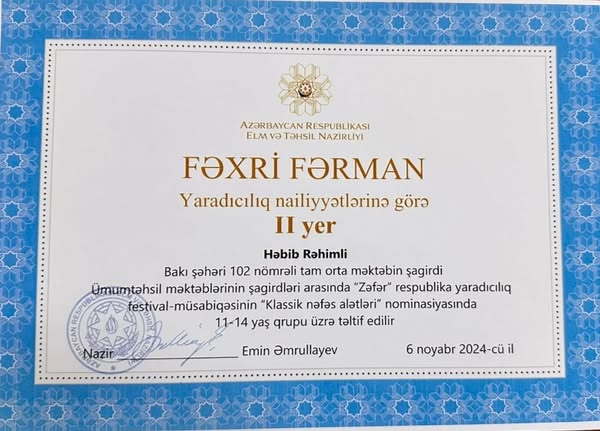 AZƏRBAYCAN RESPUBLİKASI
ELM VƏ TƏHSİL NAZİRLİYİ
FƏXRİ FƏRMAN
Yaradıcılıq nailiyyətlərinə görə
II yer
Həbib Rəhimli
Bakı şəhəri 102 nömrəli tam orta məktəbin şagirdi
Ümumtəhsil məktəblərinin şagirdləri arasında “Zəfər” respublika yaradıcılıq
festival-müsabiqəsinin “Klassik nəfəs alətləri” nominasiyasında
11-14 yaş qrupu üzrə təltif edilir
Nazir Emin Əmrullayev 6 noyabr 2024-cü il